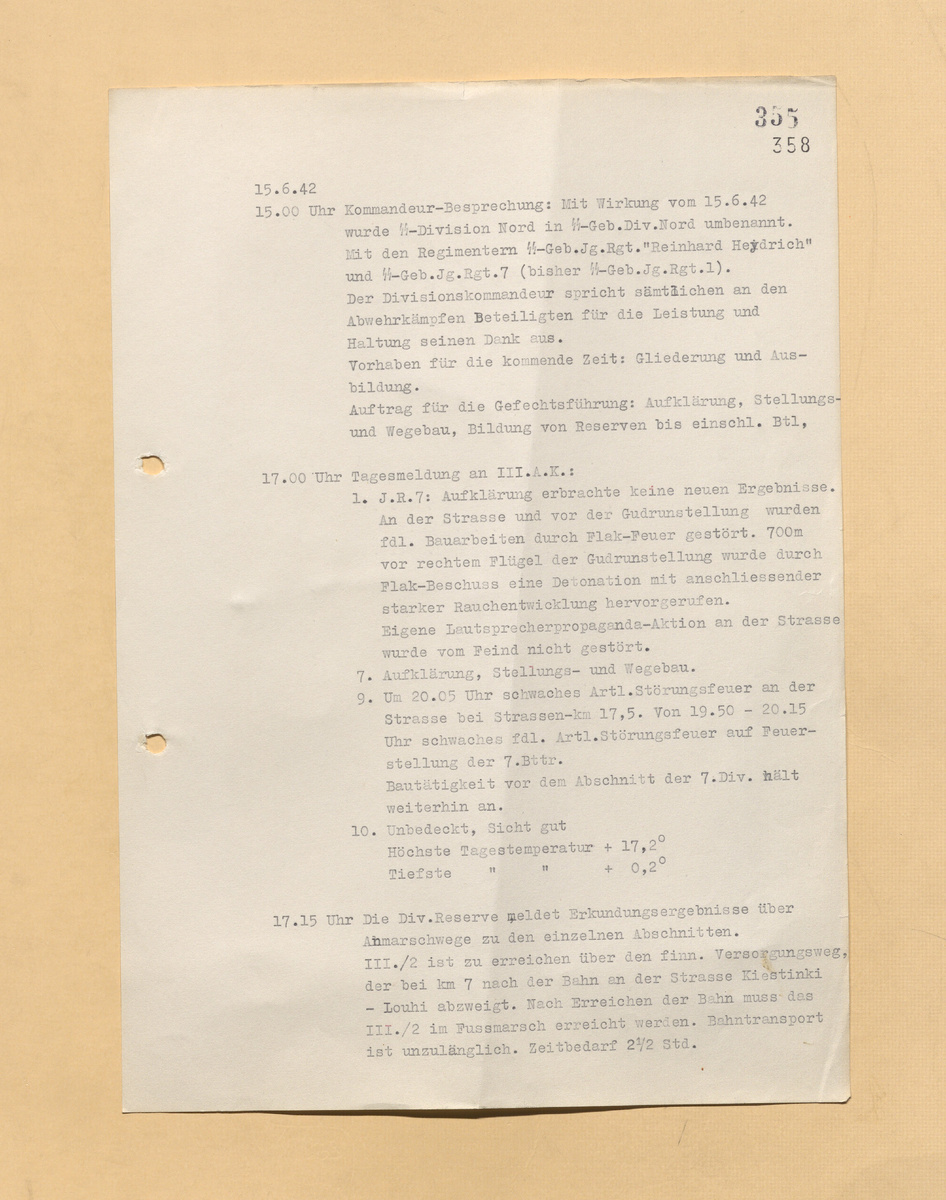 355
358
15.6.42
15.00 Uhr Kommandeur-Besprechung: Mit Wirkung vom 15.6.42
wurde SS-Division Nord in SS-Geb.Div.Nord umbenannt.
Mit den Regimentern SS-Geb.Jg.Rgt."Reinhard Heydrich"
und SS-Geb.Jg.Rgt.7 (bisher SS-Geb.Jg.Rgt.1).
Der Divisionskommandeur spricht sämtlichen an den
Abwehrkämpfen Beteiligten für die Leistung und
Haltung seinen Dank aus.
Vorhaben für die kommende Zeit: Gliederung und Aus-
bildung.
Auftrag für die Gefechtsführung: Aufklärung, Stellungs-
und Wegebau, Bildung von Reserven bis einschl. Btl,
17.00 Uhr Tagesmeldung an III.A.K.:
1. J.R.7: Aufklärung erbrachte keine neuen Ergebnisse.
An der Strasse und vor der Gudrunstellung wurden
fdl. Bauarbeiten durch Flak-Feuer gestört. 700m
vor rechtem Flügel der Gudrunstellung wurde durch
Flak-Beschuss eine Detonation mit anschliessender
starker Rauchentwicklung hervorgerufen.
Eigene Lautsprecherpropaganda-Aktion an der Strasse
wurde vom Feind nicht gestört.
7. Aufklärung, Stellungs- und Wegebau.
9. Um 20.05 Uhr schwaches Artl.Störungsfeuer an der
Strasse bei Strassen-km 17,5. Von 19.50 - 20.15
Uhr schwaches fdl. Artl.Störungsfeuer auf Feuer-
stellung der 7.Bttr.
Bautätigkeit vor dem Abschnitt der 7.Div. hält
weiterhin an.
10. Unbedeckt, Sicht gut
Höchste Tagestemperatur + 17,2°
Tiefste " " + 0,2°
17.15 Uhr Die Div.Reserve meldet Erkundungsergebnisse über
Anmarschwege zu den einzelnen Abschnitten.
III./2 ist zu erreichen über den finn. Versorgungsweg,
der bei km 7 nach der Bahn an der Strasse Kiestinki
- Louhi abzweigt. Nach Erreichen der Bahn muss das
III./2 im Fussmarsch erreicht werden. Bahntransport
ist unzulänglich. Zeitbedarf 2½ Std.